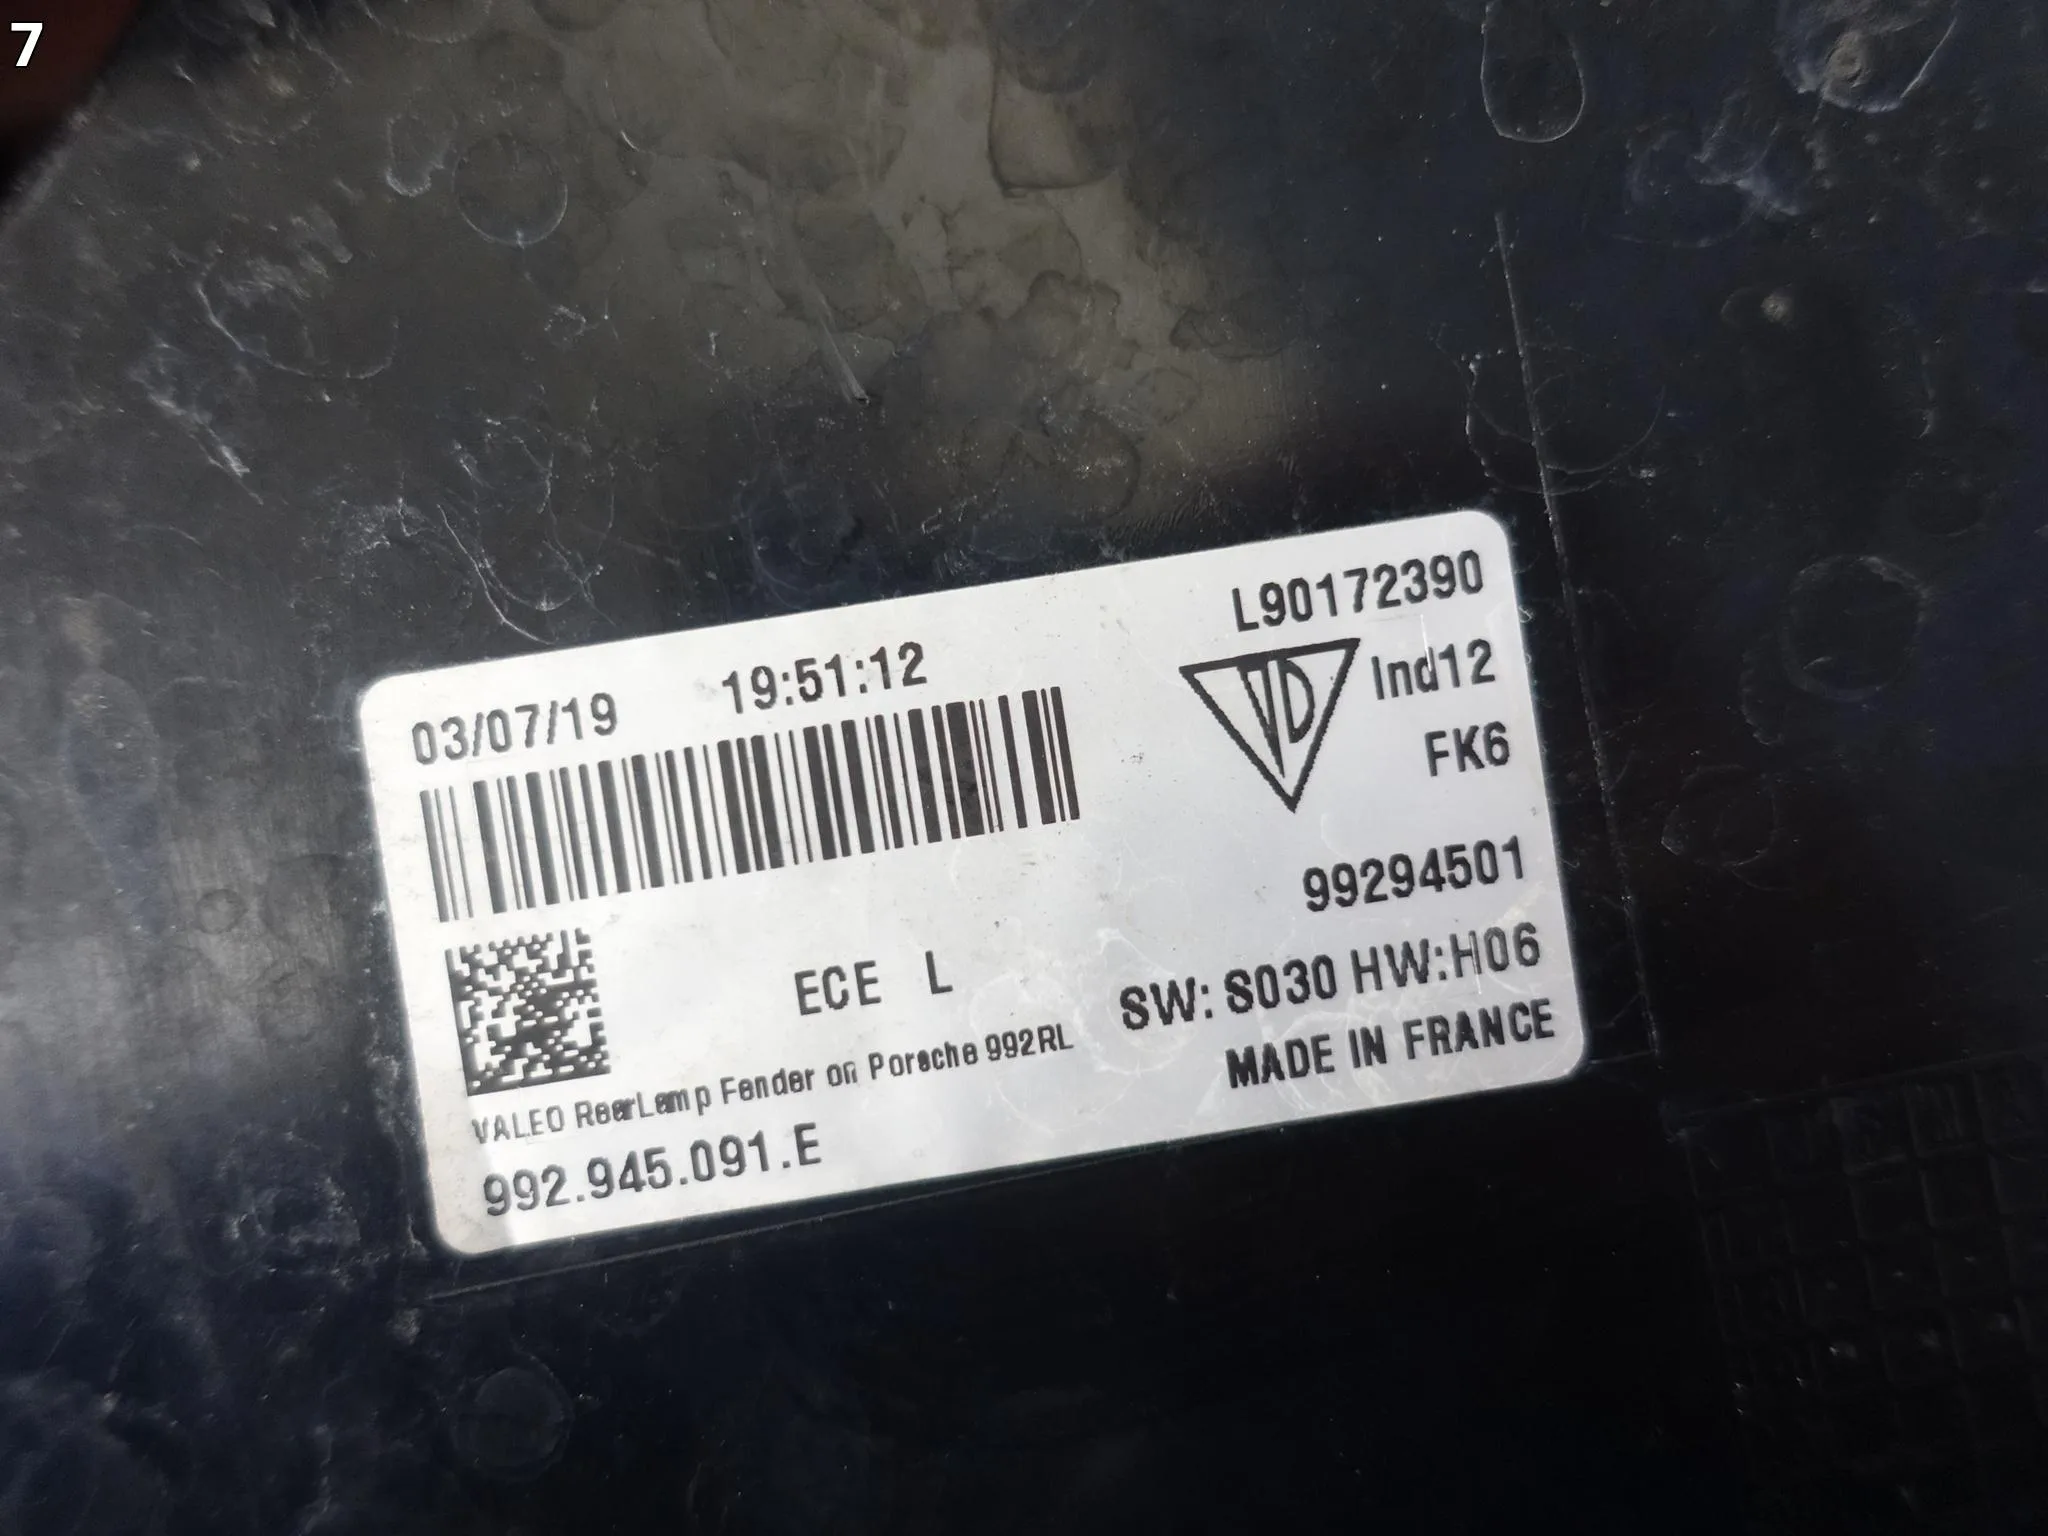 7
L90172390
03/07/19 19:51:12
VD Ind12
FK6
99294501
ECE L
SW: S030 HW:H06
VALEO RearLamp Fender on Porsche 992RL
MADE IN FRANCE
992.945.091.E